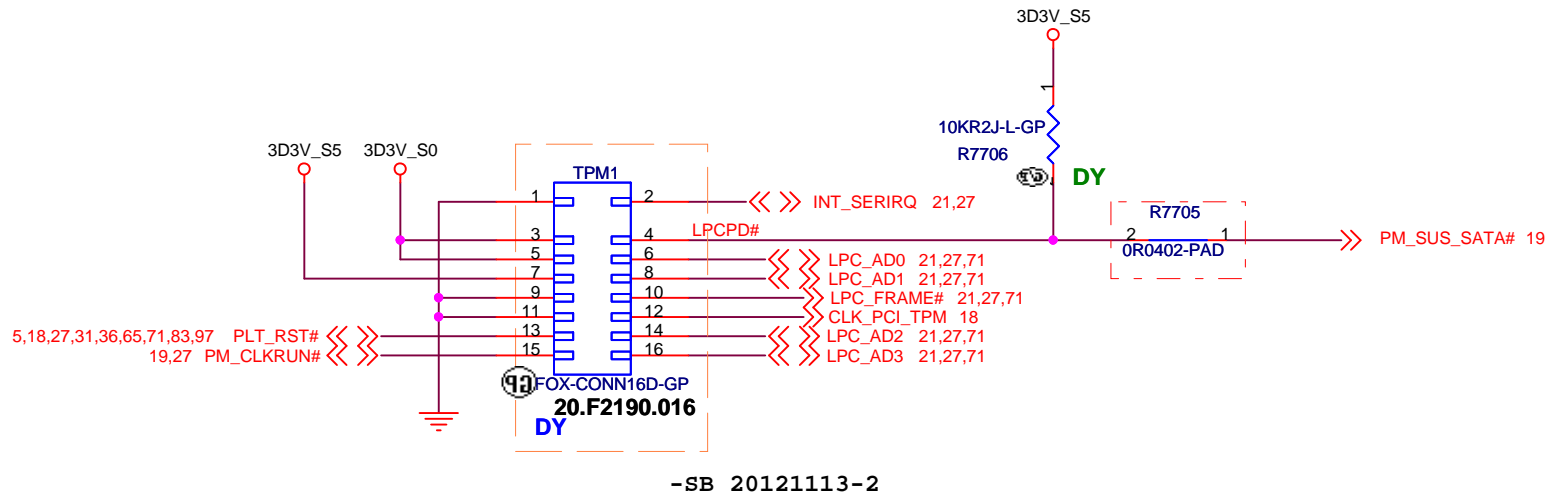 3D3V_S5
1
10KR2J-L-GP
R7706
DY
3D3V_S5
3D3V_S0
TPM1
1
2
INT_SERIRQ 21,27
R7705
3
4
LPCPD#
2
1
PM_SUS_SATA# 19
0R0402-PAD
5
6
LPC_AD0 21,27,71
7
8
LPC_AD1 21,27,71
9
10
LPC_FRAME# 21,27,71
11
12
CLK_PCI_TPM 18
5,18,27,31,36,65,71,83,97 PLT_RST#
13
14
LPC_AD2 21,27,71
19,27 PM_CLKRUN#
15
16
LPC_AD3 21,27,71
GP
FOX-CONN16D-GP
20.F2190.016
DY
-SB 20121113-2